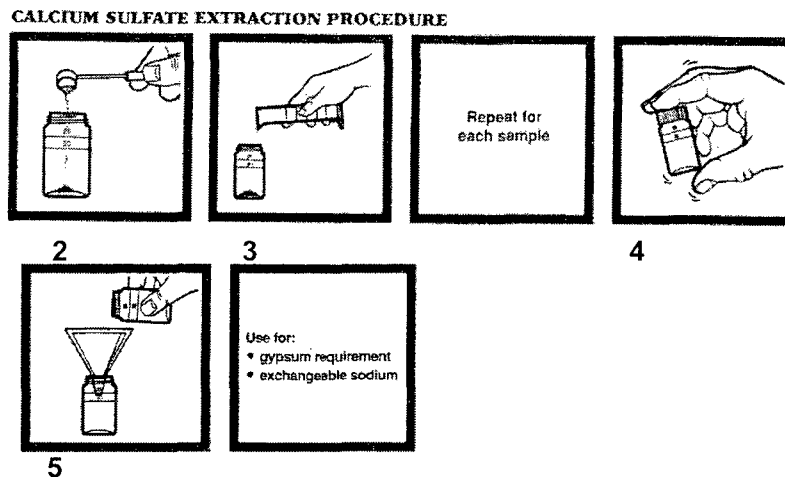 CALCIUM SULFATE EXTRACTION PROCEDURE
Repeat for
each sample
2
3
4
Use for:
• gypsum requirement
• exchangeable sodium
5